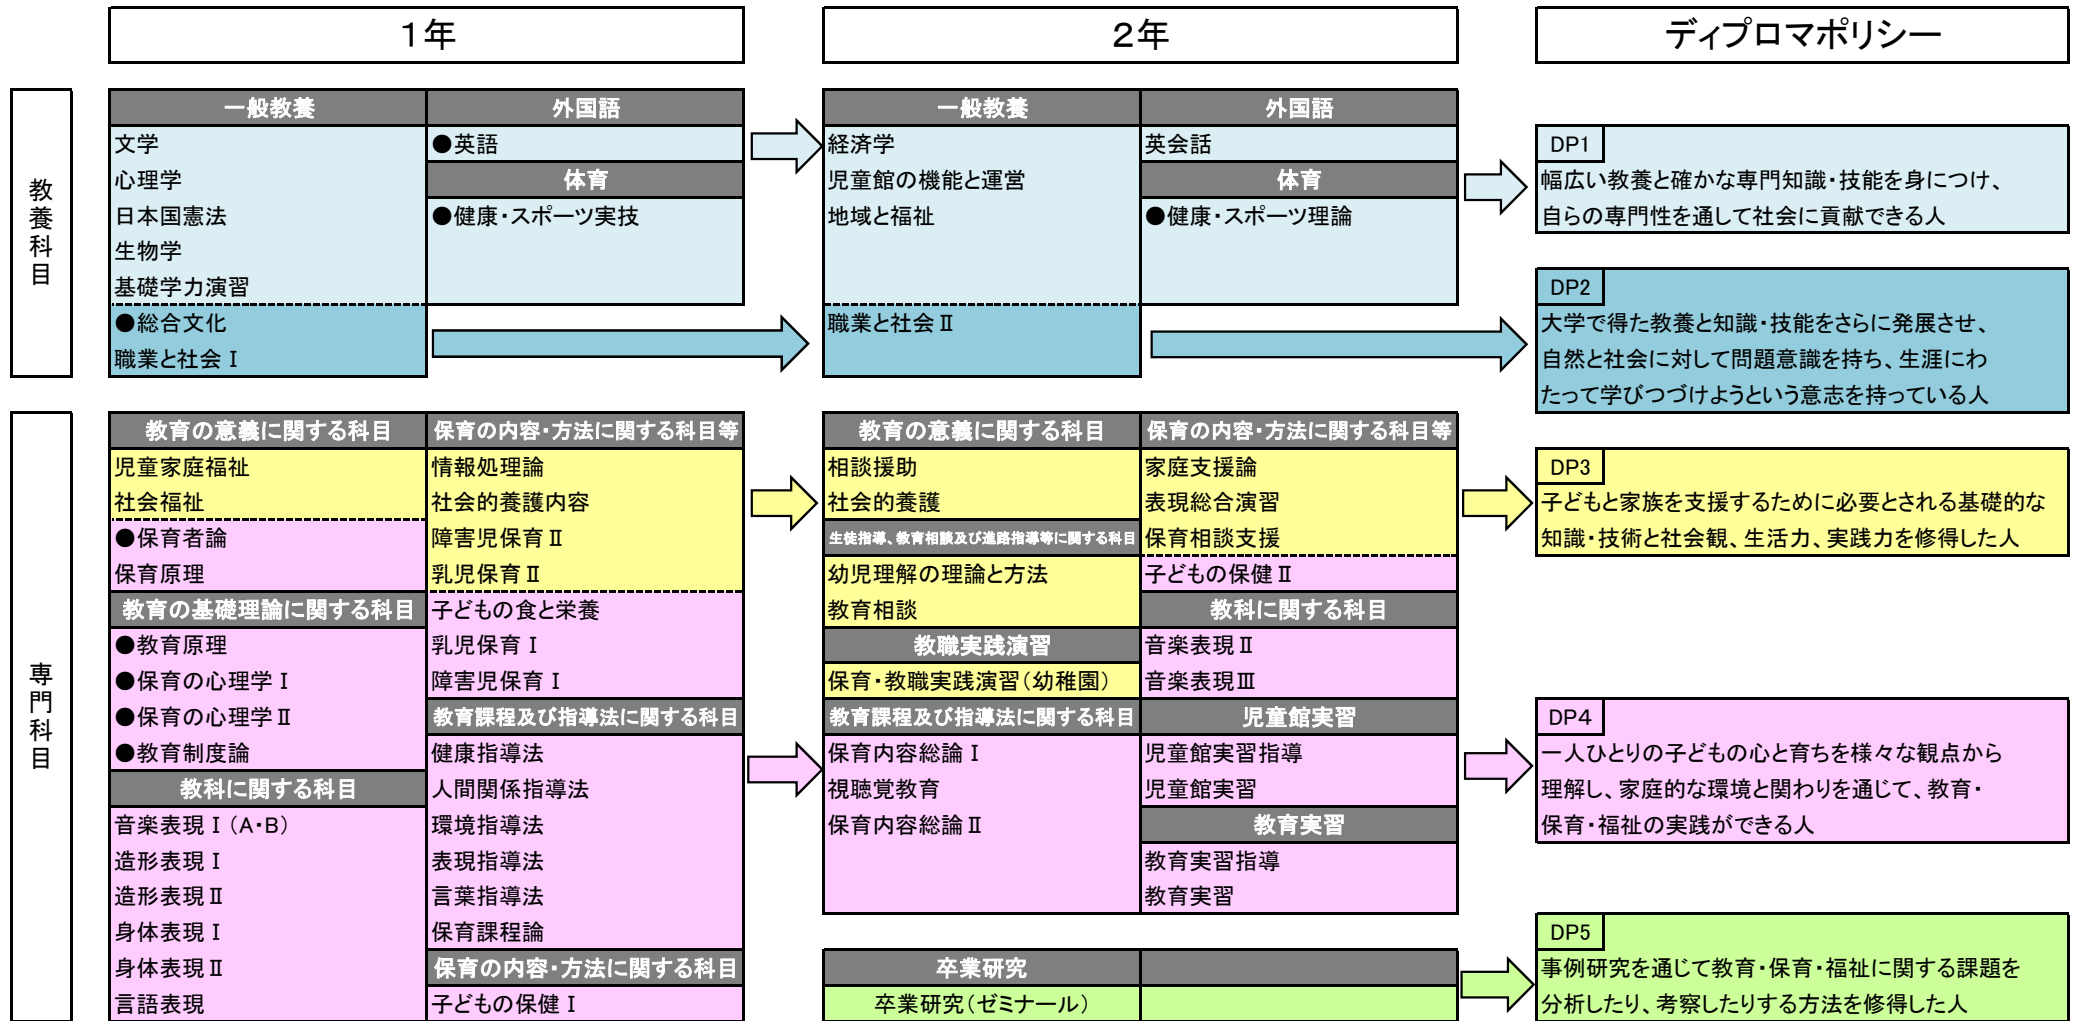 1年
2年
ディプロマポリシー
教養科目
一般教養
文学
心理学
日本国憲法
生物学
基礎学力演習
●総合文化
職業と社会Ⅰ
外国語
●英語
体育
●健康・スポーツ実技
一般教養
経済学
児童館の機能と運営
地域と福祉
職業と社会Ⅱ
外国語
英会話
体育
●健康・スポーツ理論
DP1
幅広い教養と確かな専門知識・技能を身につけ、
自らの専門性を通して社会に貢献できる人
DP2
大学で得た教養と知識・技能をさらに発展させ、
自然と社会に対して問題意識を持ち、生涯にわ
たって学びつづけようという意志を持っている人
専門科目
教育の意義に関する科目
児童家庭福祉
社会福祉
●保育者論
保育原理
教育の基礎理論に関する科目
●教育原理
●保育の心理学Ⅰ
●保育の心理学Ⅱ
●教育制度論
教科に関する科目
音楽表現Ⅰ(A・B)
造形表現Ⅰ
造形表現Ⅱ
身体表現Ⅰ
身体表現Ⅱ
言語表現
保育の内容・方法に関する科目等
情報処理論
社会的養護内容
障害児保育Ⅱ
乳児保育Ⅱ
子どもの食と栄養
乳児保育Ⅰ
障害児保育Ⅰ
教育課程及び指導法に関する科目
健康指導法
人間関係指導法
環境指導法
表現指導法
言葉指導法
保育課程論
保育の内容・方法に関する科目
子どもの保健Ⅰ
教育の意義に関する科目
相談援助
社会的養護
生徒指導、教育相談及び進路指導等に関する科目
幼児理解の理論と方法
教育相談
教職実践演習
保育・教職実践演習(幼稚園)
教育課程及び指導法に関する科目
保育内容総論Ⅰ
視聴覚教育
保育内容総論Ⅱ
保育の内容・方法に関する科目等
家庭支援論
表現総合演習
保育相談支援
子どもの保健Ⅱ
教科に関する科目
音楽表現Ⅱ
音楽表現Ⅲ
児童館実習
児童館実習指導
児童館実習
教育実習
教育実習指導
教育実習
卒業研究
卒業研究(ゼミナール)
DP3
子どもと家族を支援するために必要とされる基礎的な
知識・技術と社会観、生活力、実践力を修得した人
DP4
一人ひとりの子どもの心と育ちを様々な観点から
理解し、家庭的な環境と関わりを通じて、教育・
保育・福祉の実践ができる人
DP5
事例研究を通じて教育・保育・福祉に関する課題を
分析したり、考察したりする方法を修得した人